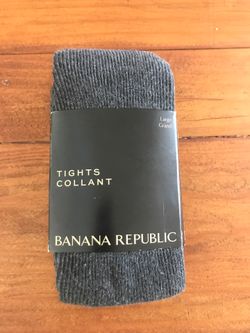 Large
Grand
TIGHTS
COLLANT
BANANA REPUBLIC